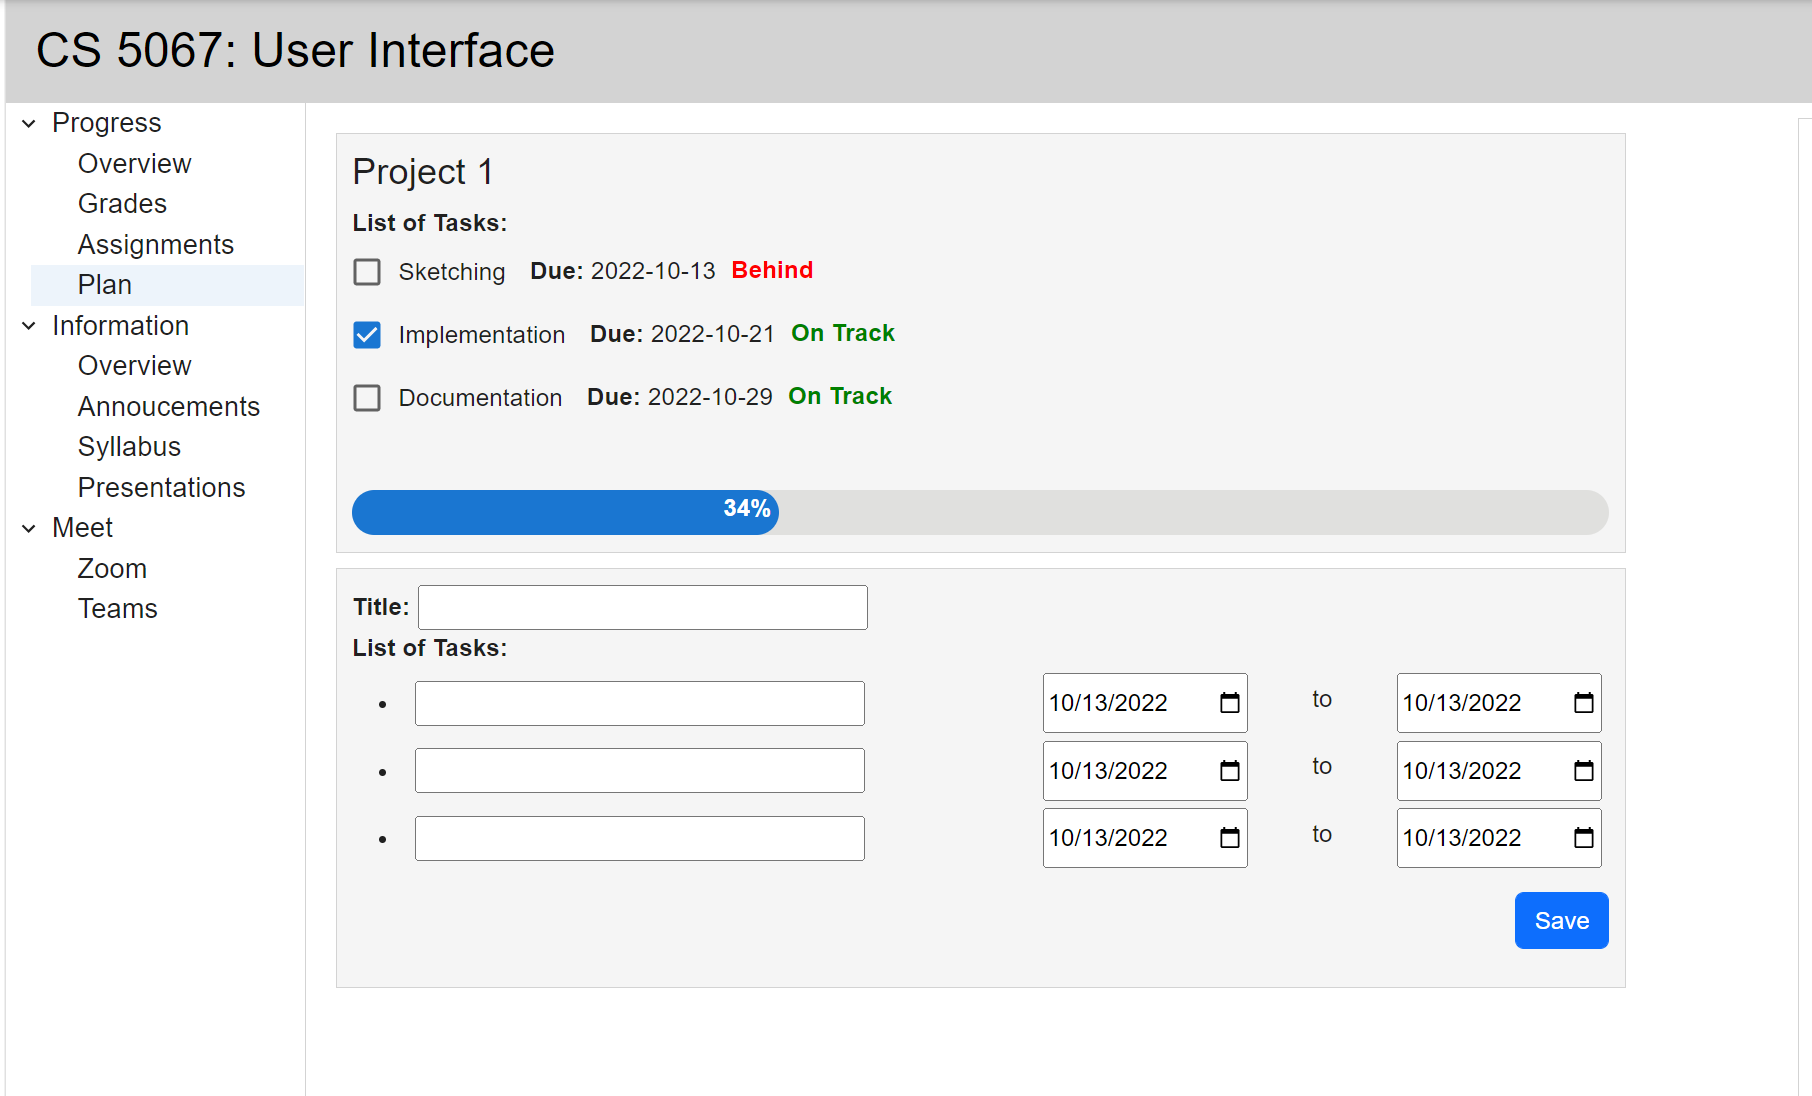 CS 5067: User Interface
Progress
Overview
Grades
Assignments
Plan
Information
Overview
Annoucements
Syllabus
Presentations
Meet
Zoom
Teams
Project 1
List of Tasks:
Sketching Due: 2022-10-13 Behind
Implementation Due: 2022-10-21 On Track
Documentation Due: 2022-10-29 On Track
34%
Title:
List of Tasks:
10/13/2022 to 10/13/2022
10/13/2022 to 10/13/2022
10/13/2022 to 10/13/2022
Save